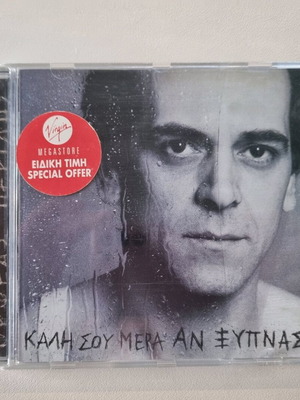 Virgin
MEGASTORE
ΕΙΔΙΚΗ ΤΙΜΗ
SPECIAL OFFER
ΚΑΛΗ ΣΟΥ ΜΕΡΑ ΑΝ ΞΥΠΝΑΣ